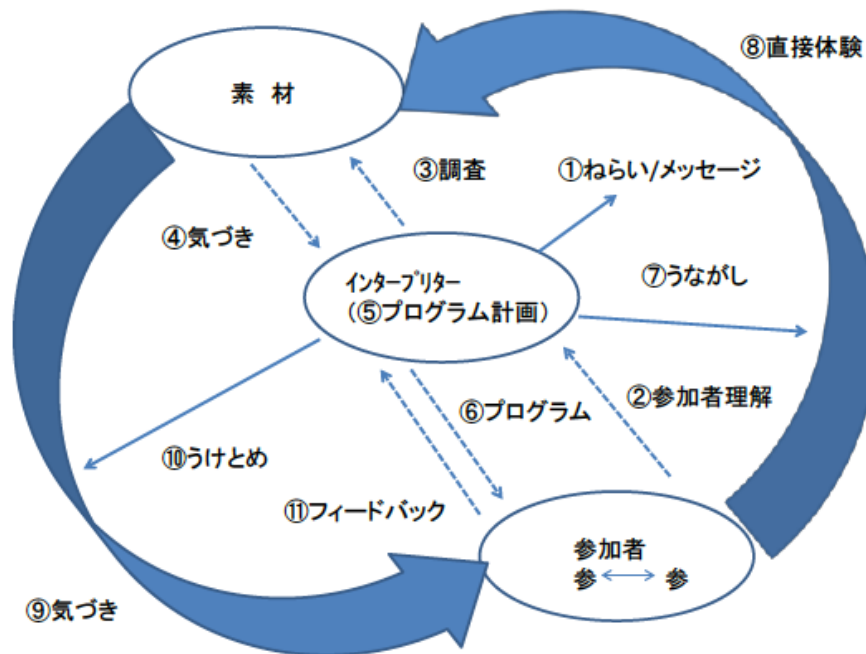 ⑧直接体験
素 材
③調査
①ねらい/メッセージ
④気づき
インタープリター
(⑤プログラム計画)
⑦うながし
②参加者理解
⑥プログラム
⑩うけとめ
⑪フィードバック
参加者
参 参
⑨気づき